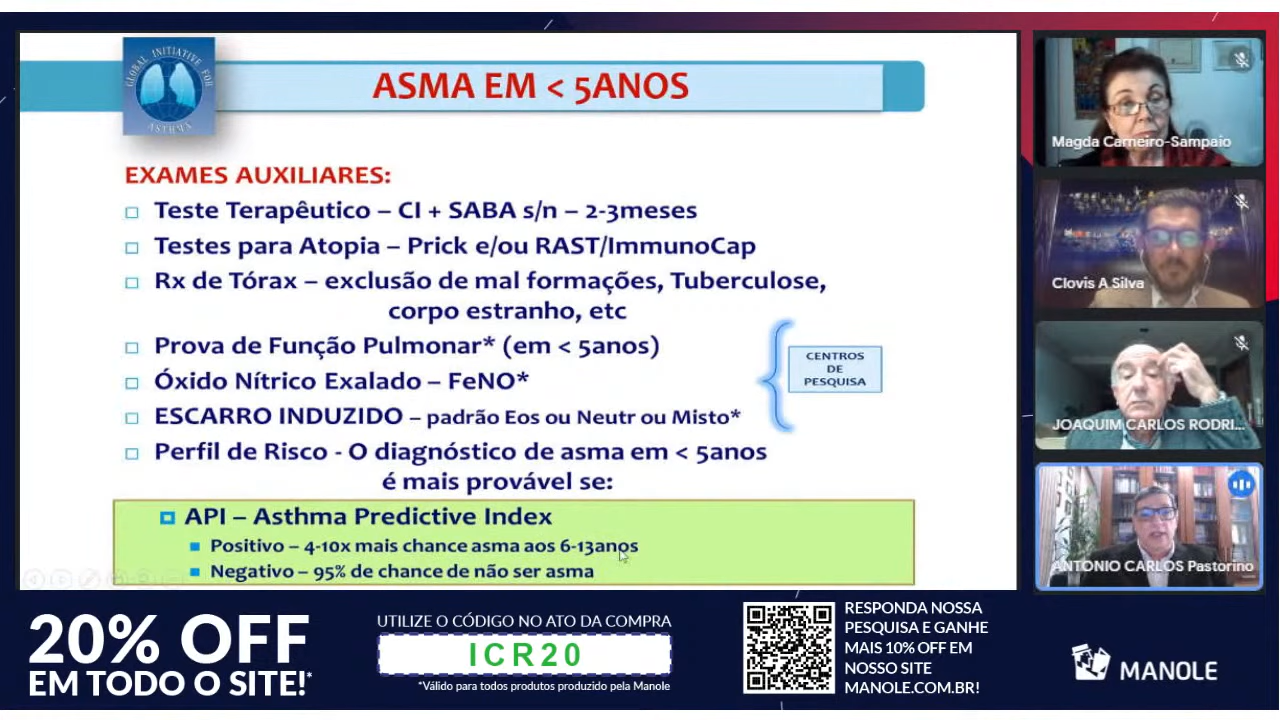 GLOBAL INITIATIVE FOR
ASTHMA
ASMA EM < 5ANOS
EXAMES AUXILIARES:
Teste Terapêutico – CI + SABA s/n – 2-3meses
Testes para Atopia – Prick e/ou RAST/ImmunoCap
Rx de Tórax – exclusão de mal formações, Tuberculose,
corpo estranho, etc
Prova de Função Pulmonar* (em < 5anos)
Óxido Nítrico Exalado – FeNO*
ESCARRO INDUZIDO – padrão Eos ou Neutr ou Misto*
CENTROS
DE
PESQUISA
Perfil de Risco - O diagnóstico de asma em < 5anos
é mais provável se:
API – Asthma Predictive Index
Positivo – 4-10x mais chance asma aos 6-13anos
Negativo – 95% de chance de não ser asma
Magda Carneiro-Sampaio
Clovis A Silva
JOAQUIM CARLOS RODRI...
ANTONIO CARLOS Pastorino
20% OFF
EM TODO O SITE!*
UTILIZE O CÓDIGO NO ATO DA COMPRA
ICR20
*Válido para todos produtos produzido pela Manole
RESPONDA NOSSA
PESQUISA E GANHE
MAIS 10% OFF EM
NOSSO SITE
MANOLE.COM.BR!
MANOLE